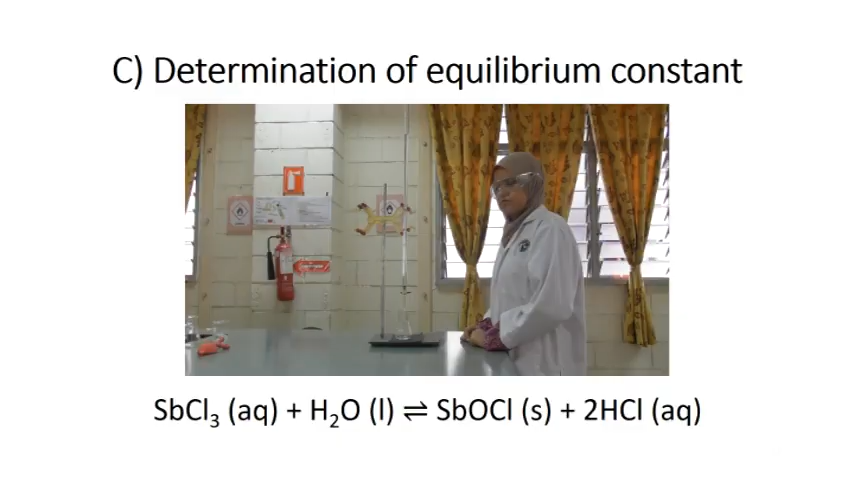 C) Determination of equilibrium constant
SbCl₃ (aq) + H₂O (l) ⇌ SbOCl (s) + 2HCl (aq)